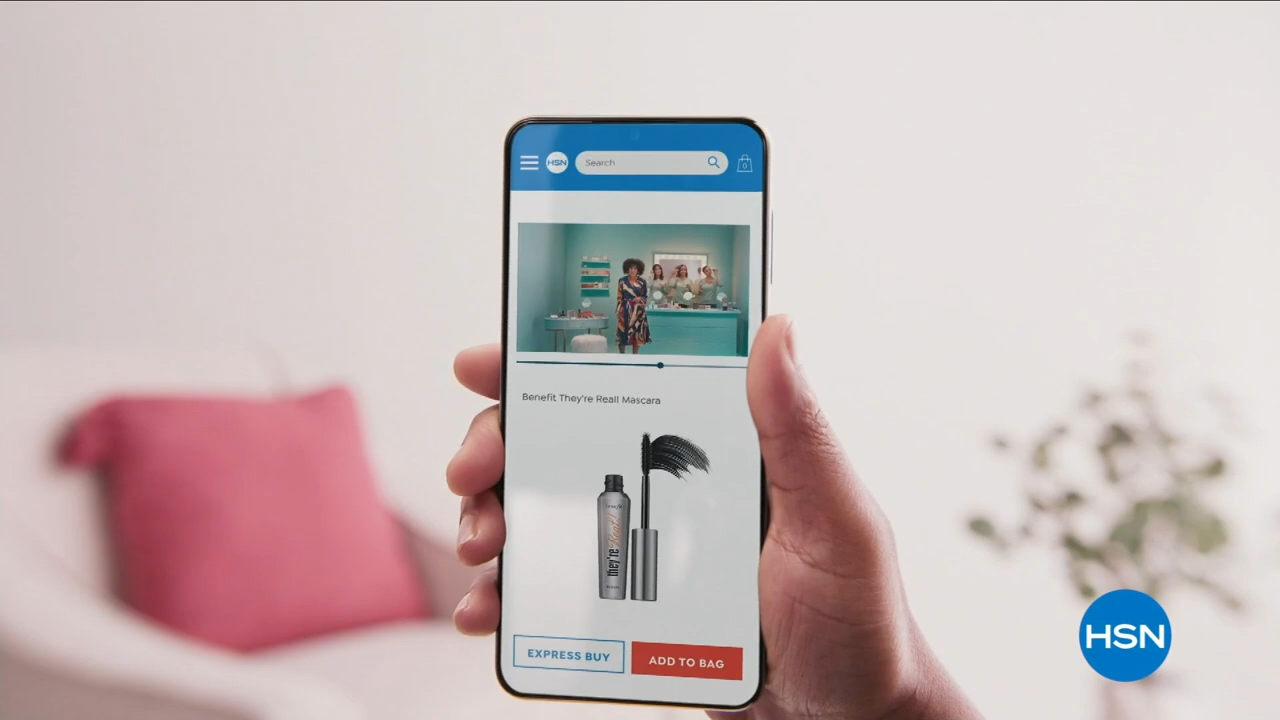 HSN
Search
0
Benefit They're Real! Mascara
benefit
they're Real!
EXPRESS BUY
ADD TO BAG
HSN